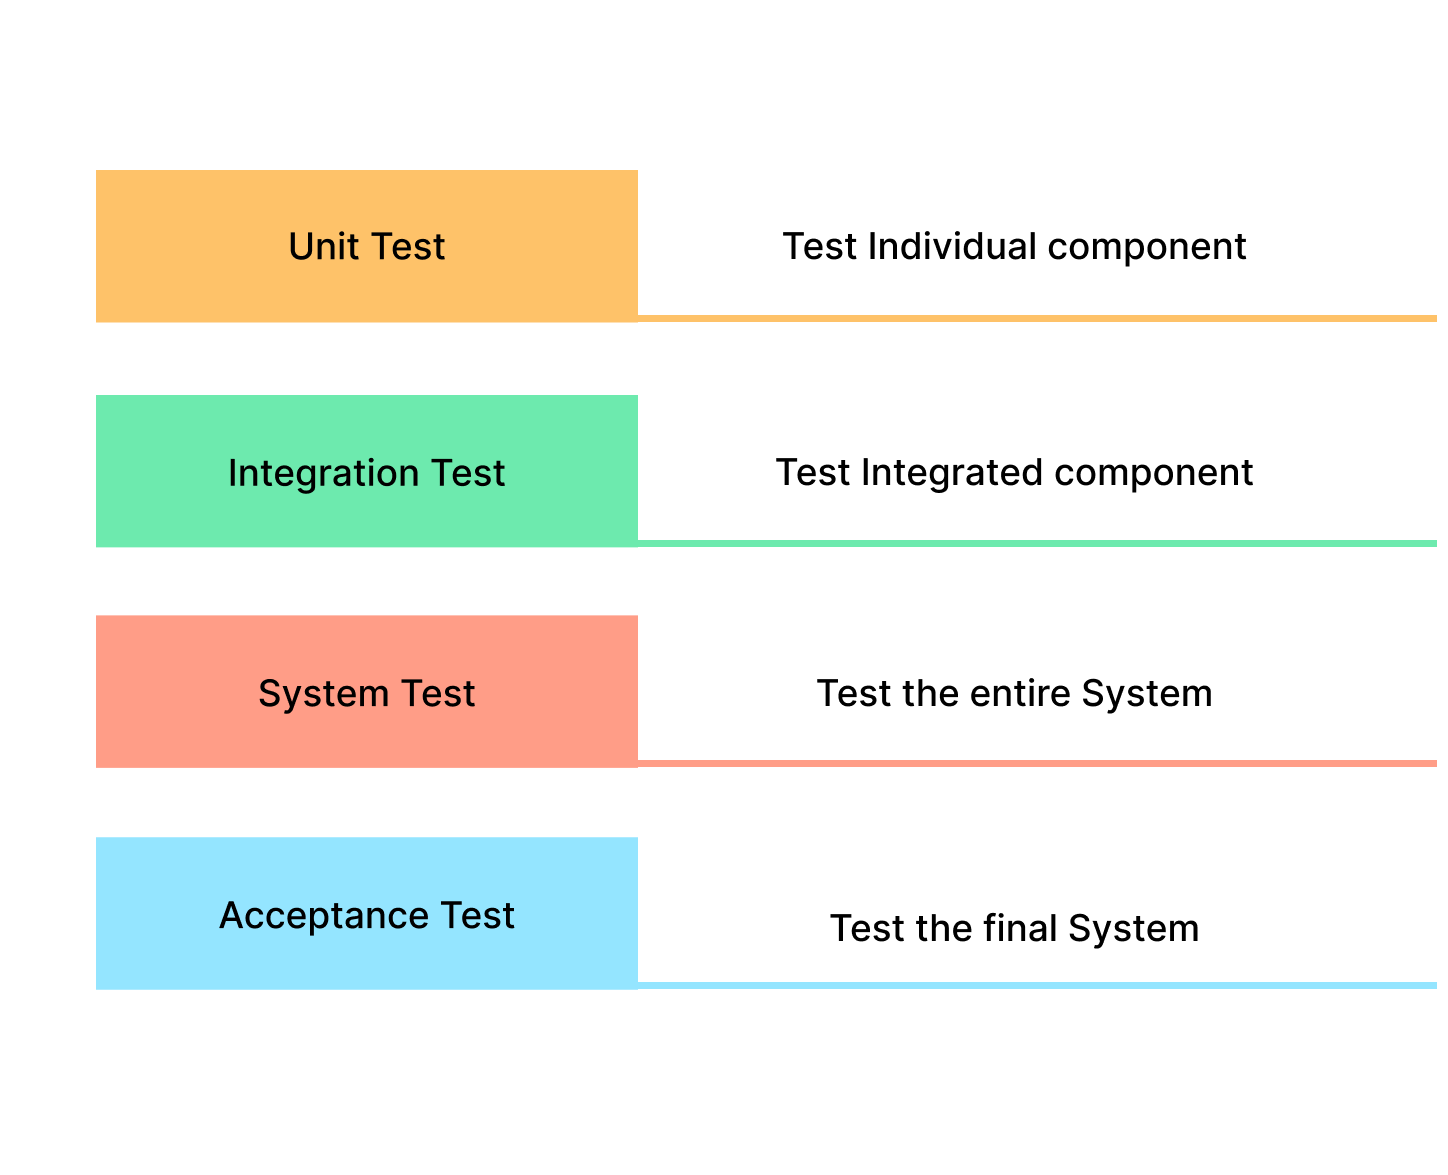 Unit Test
Test Individual component
Integration Test
Test Integrated component
System Test
Test the entire System
Acceptance Test
Test the final System